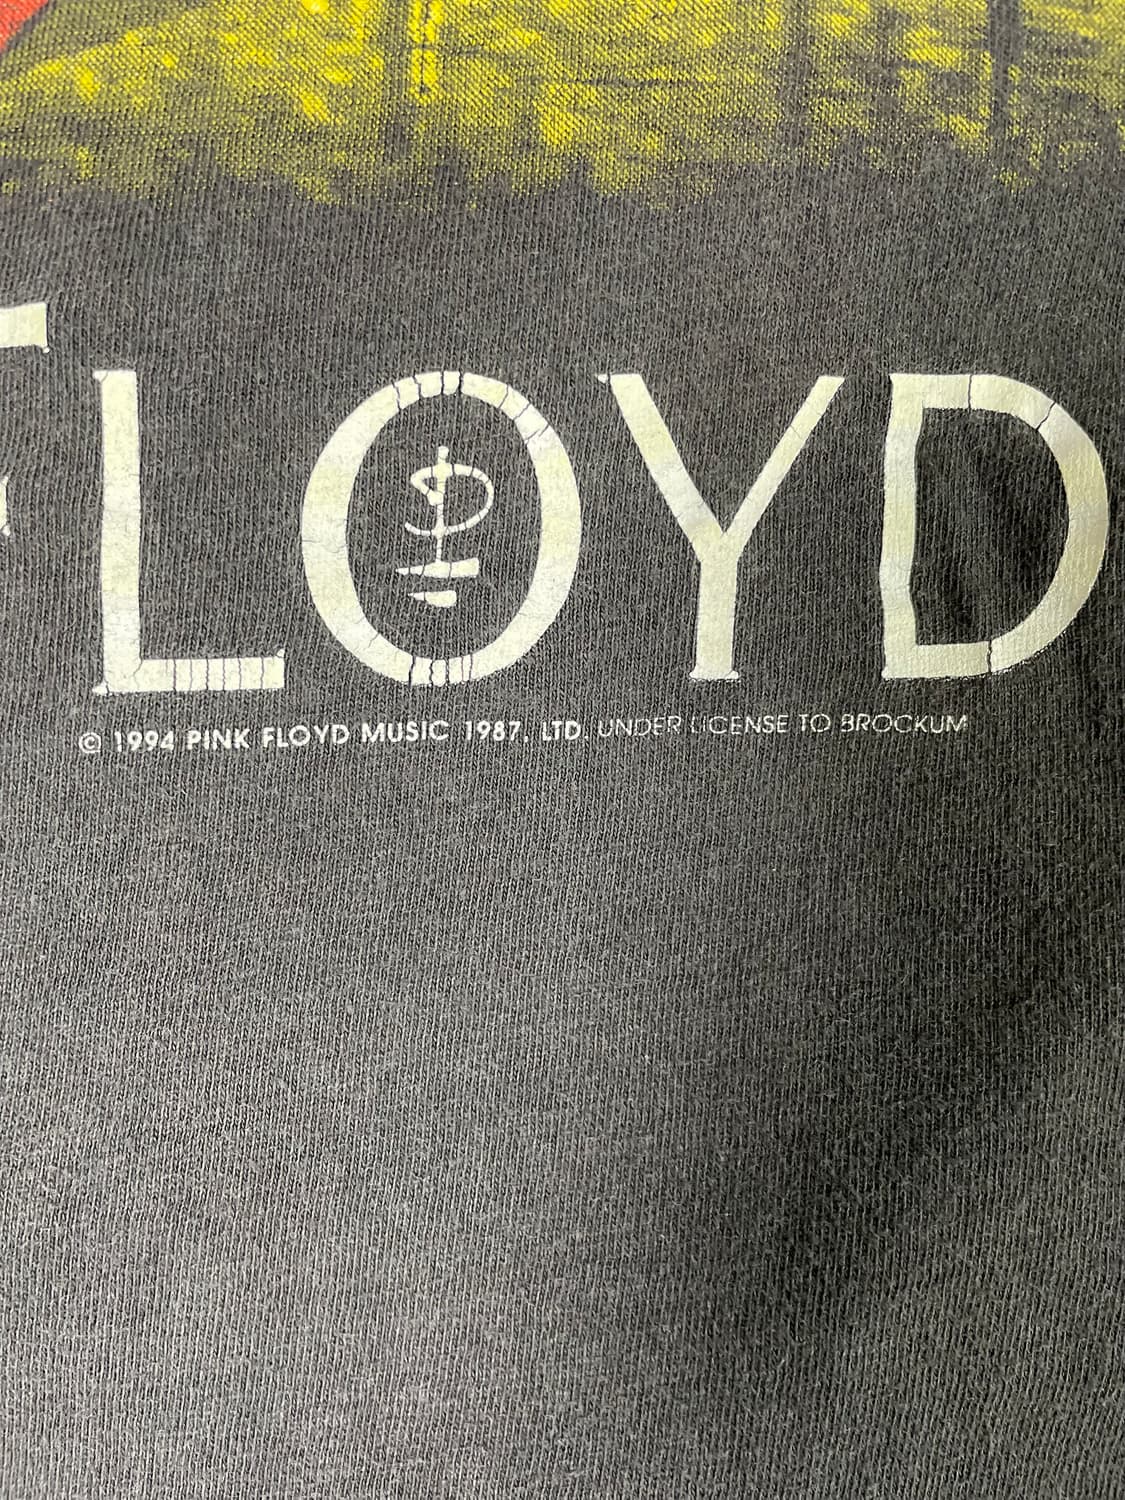 FLOYD
© 1994 PINK FLOYD MUSIC 1987, LTD. UNDER LICENSE TO BROCKUM